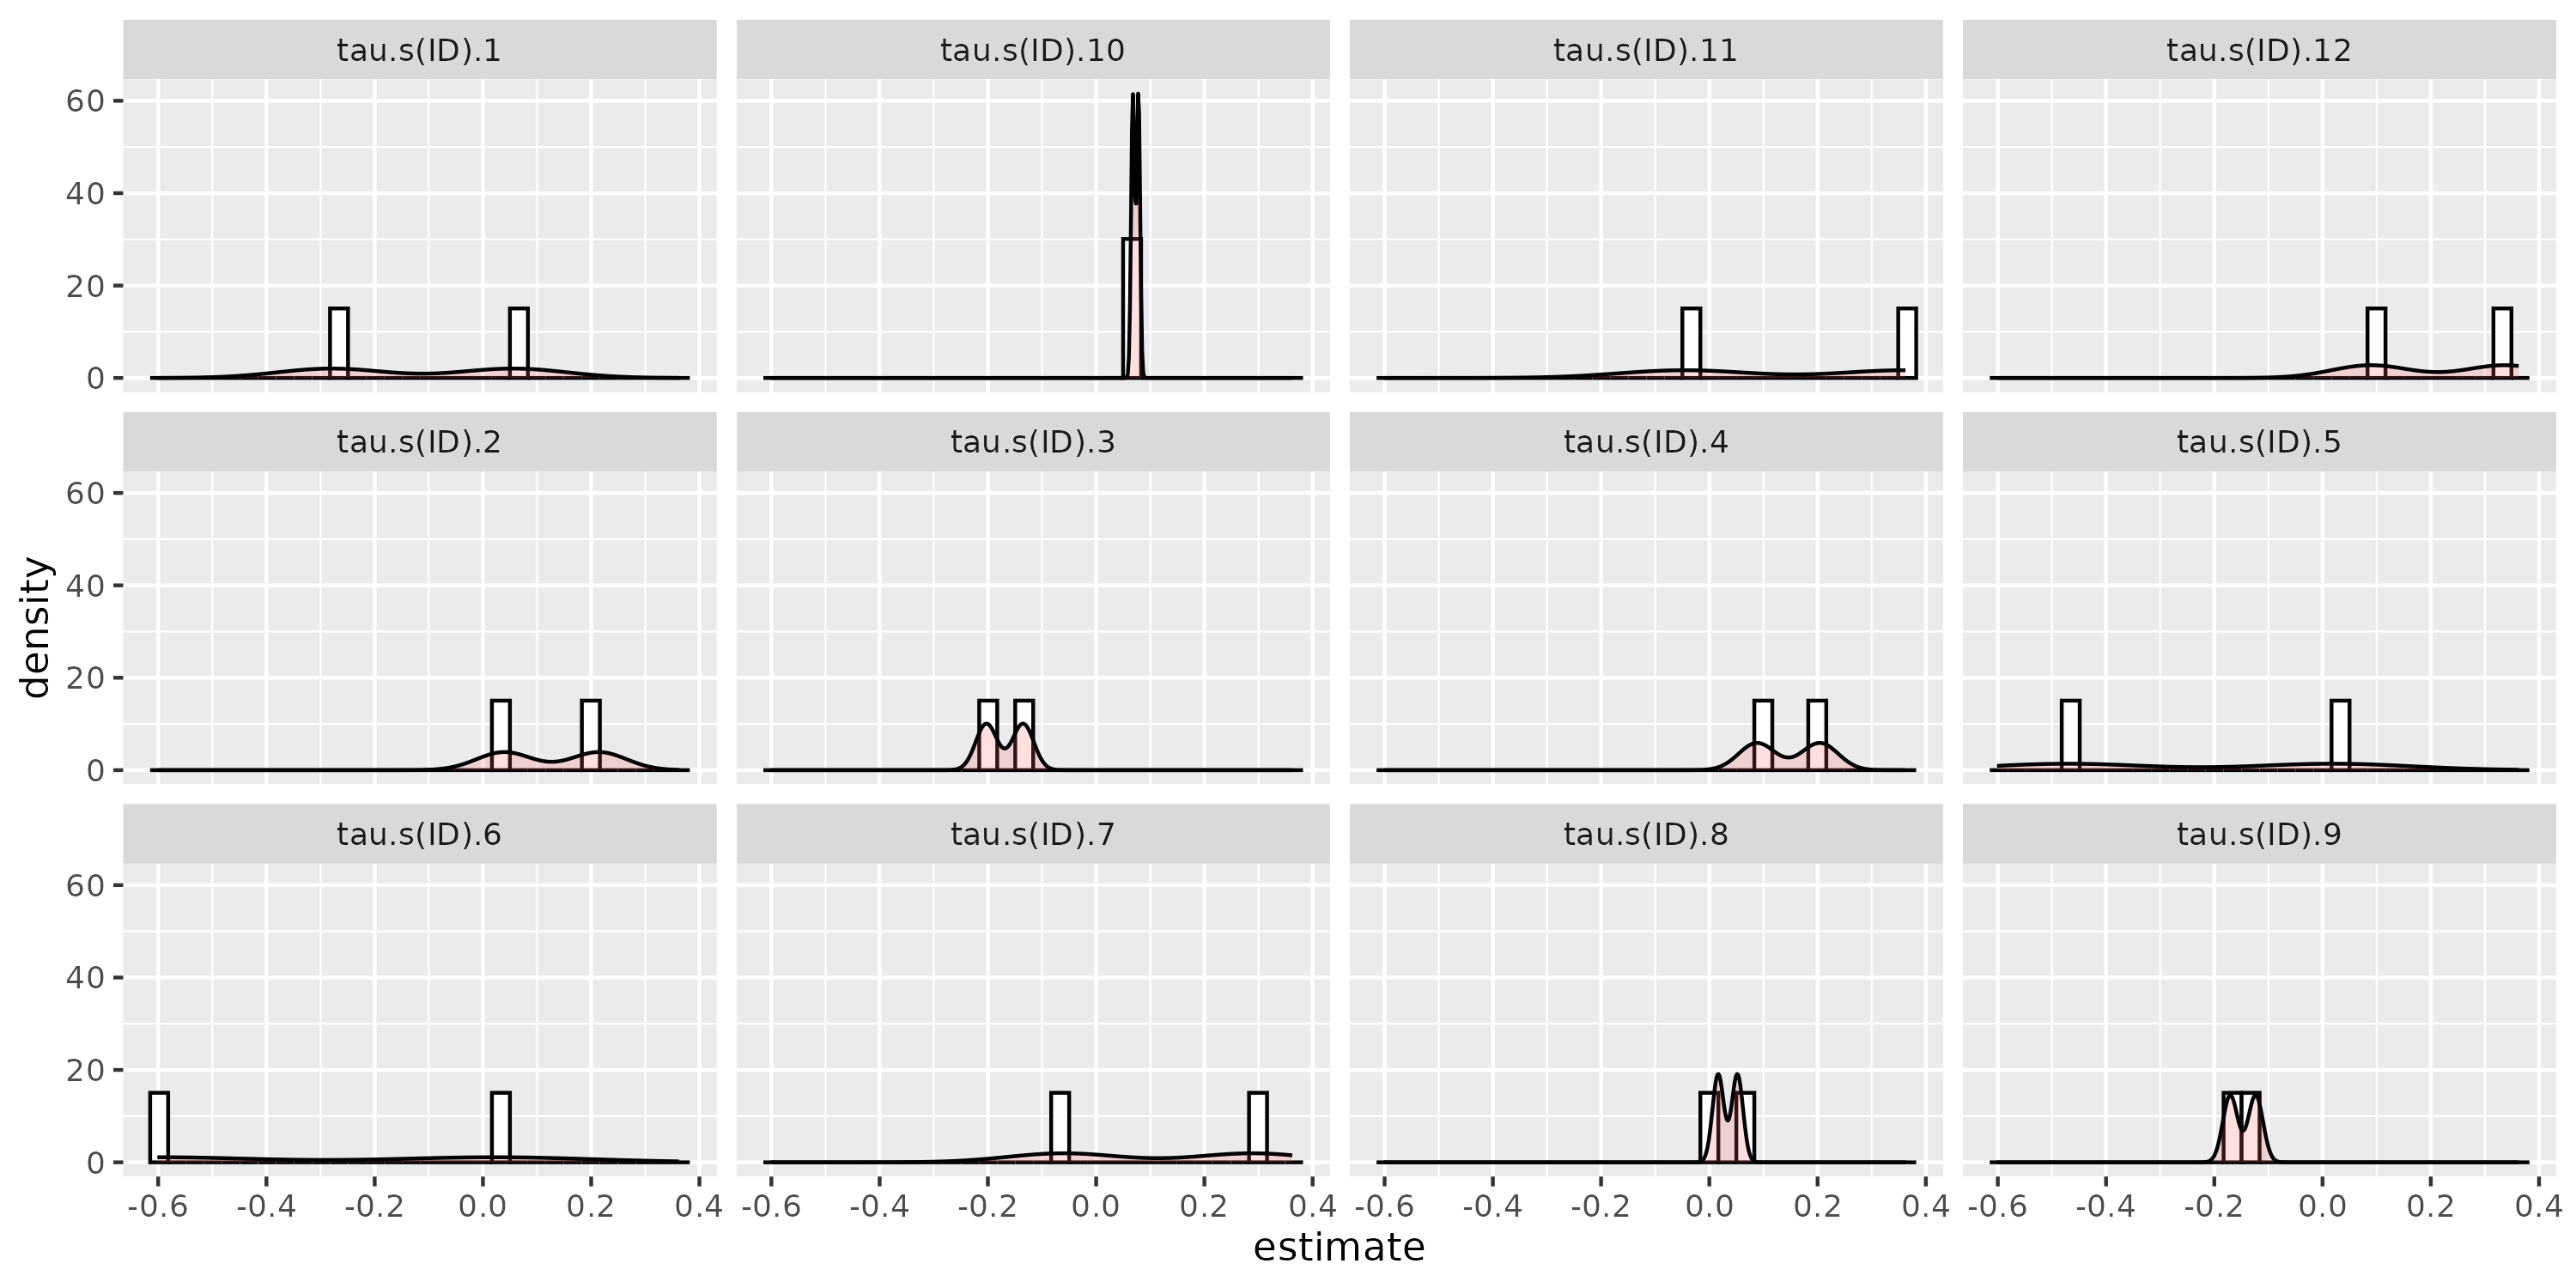 tau.s(ID).1 tau.s(ID).10 tau.s(ID).11 tau.s(ID).12
60
40
20
0
tau.s(ID).2 tau.s(ID).3 tau.s(ID).4 tau.s(ID).5
60
40
20
0
density
tau.s(ID).6 tau.s(ID).7 tau.s(ID).8 tau.s(ID).9
60
40
20
0
-0.6 -0.4 -0.2 0.0 0.2 0.4 -0.6 -0.4 -0.2 0.0 0.2 0.4 -0.6 -0.4 -0.2 0.0 0.2 0.4 -0.6 -0.4 -0.2 0.0 0.2 0.4
estimate